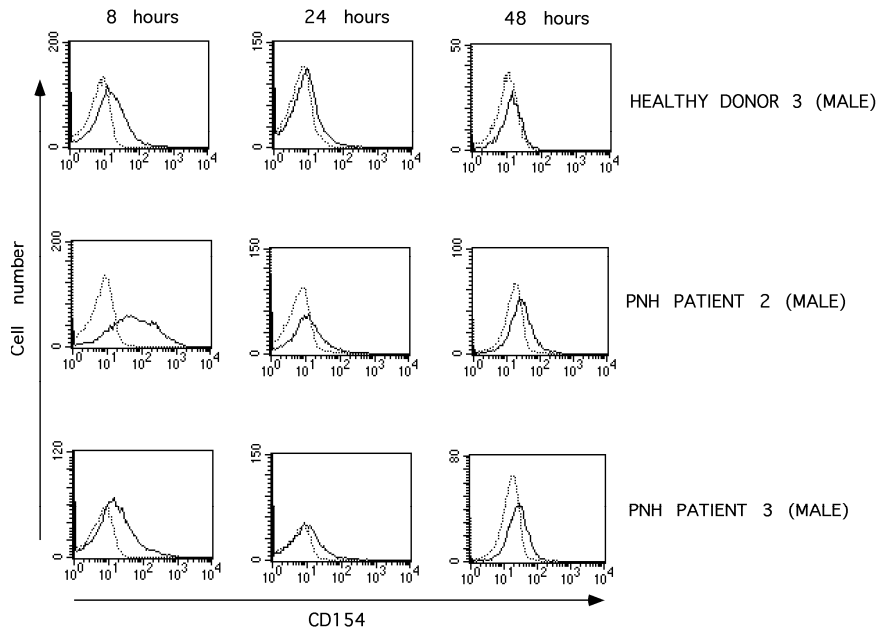 8 hours 24 hours 48 hours
200 150 50
0 0 0
10^0 10^1 10^2 10^3 10^4 10^0 10^1 10^2 10^3 10^4 10^0 10^1 10^2 10^3 10^4
HEALTHY DONOR 3 (MALE)
200 150 100
0 0 0
10^0 10^1 10^2 10^3 10^4 10^0 10^1 10^2 10^3 10^4 10^0 10^1 10^2 10^3 10^4
PNH PATIENT 2 (MALE)
Cell number
120 150 80
0 0 0
10^0 10^1 10^2 10^3 10^4 10^0 10^1 10^2 10^3 10^4 10^0 10^1 10^2 10^3 10^4
PNH PATIENT 3 (MALE)
CD154